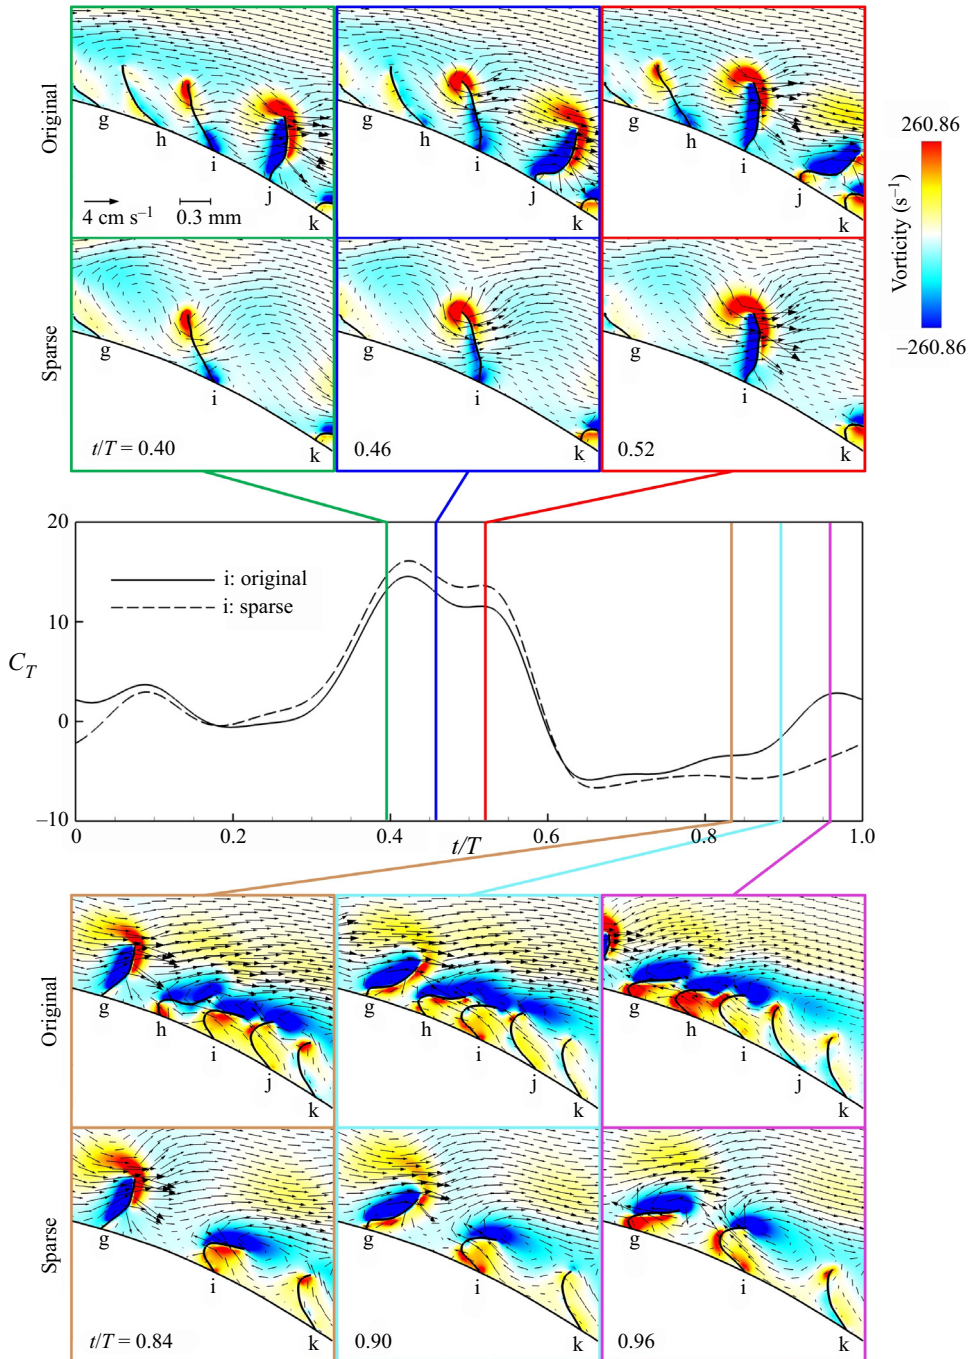 Original
g
h
i
j
k
4 cm s⁻¹
0.3 mm
g
h
i
j
k
g
h
i
j
k
260.86
Vorticity (s⁻¹)
–260.86
Sparse
g
i
k
t/T = 0.40
g
i
k
0.46
g
i
k
0.52
20
10
0
–10
C_T
i: original
i: sparse
0
0.2
0.4
0.6
0.8
1.0
t/T
Original
g
h
i
j
k
g
h
i
j
k
g
h
i
j
k
Sparse
g
i
k
t/T = 0.84
g
i
k
0.90
g
i
k
0.96